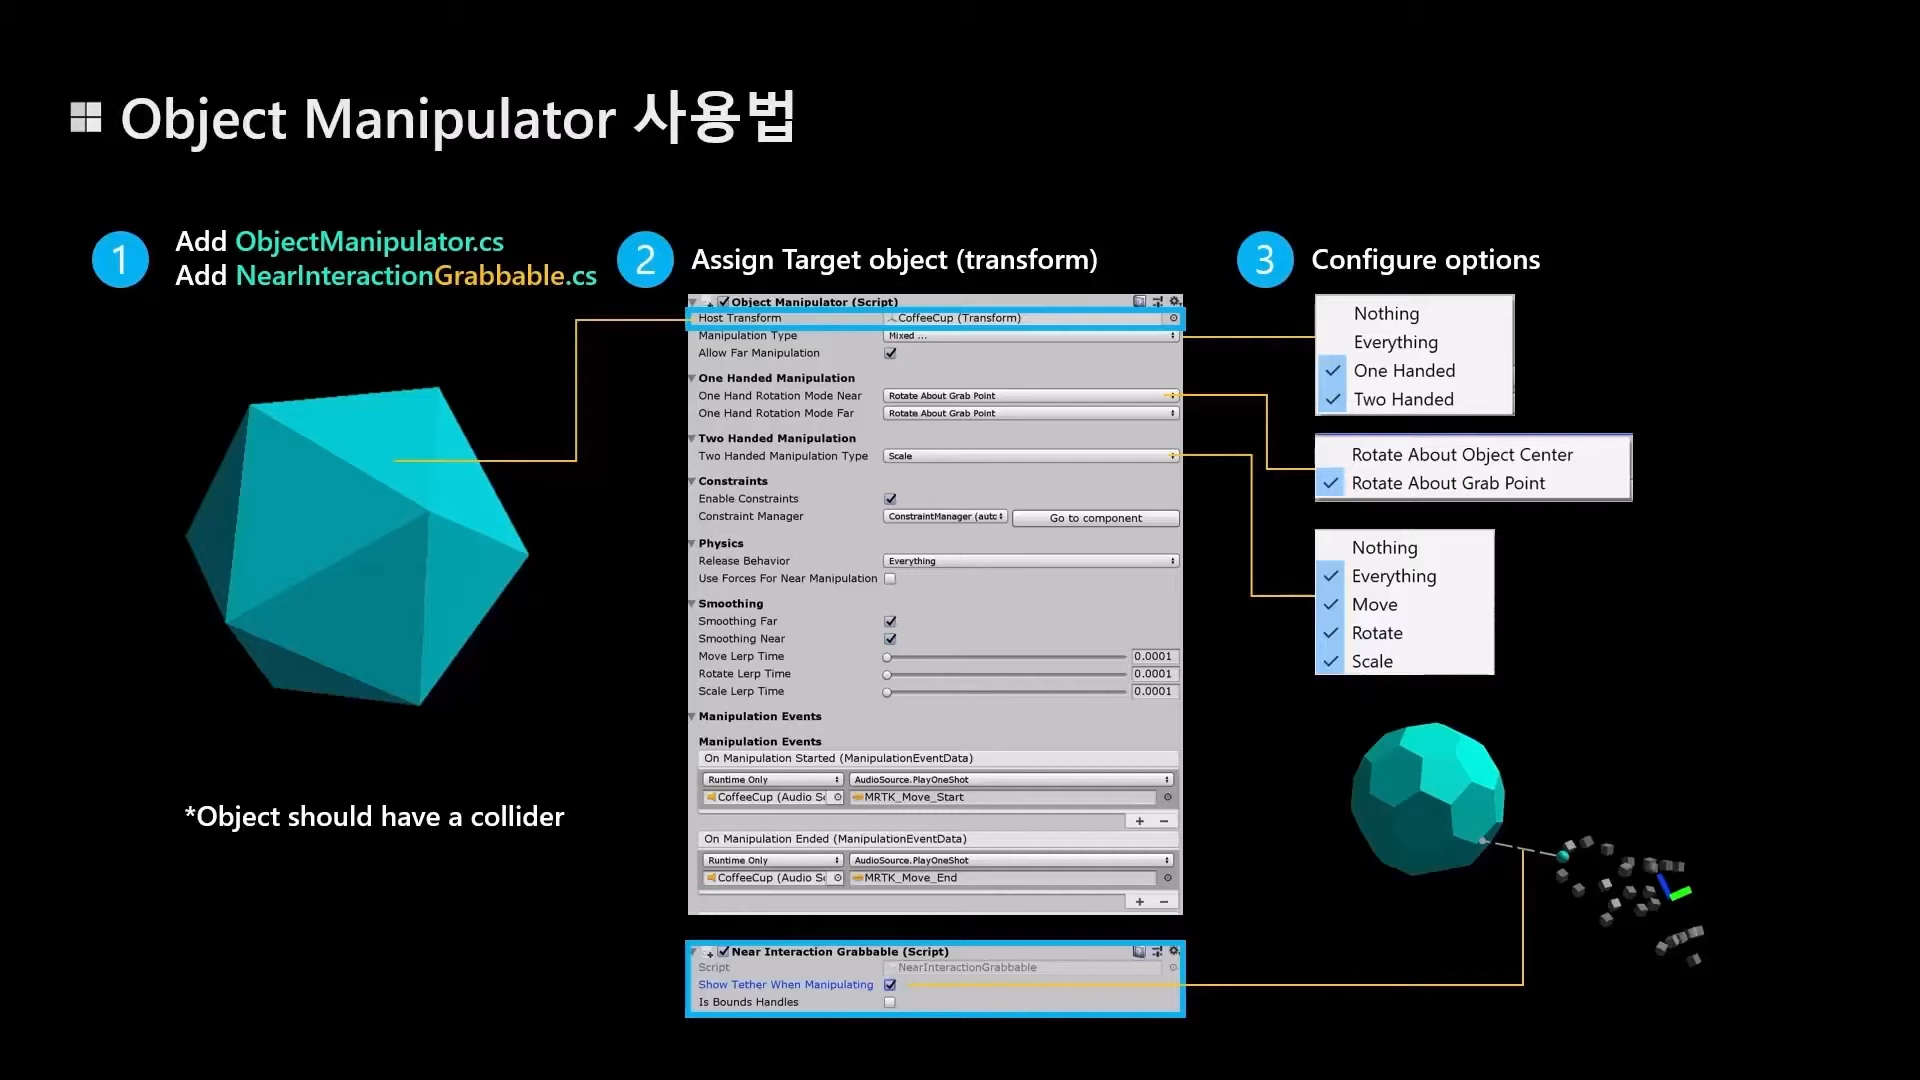 Object Manipulator 사용법
1
Add ObjectManipulator.cs
Add NearInteractionGrabbable.cs
*Object should have a collider
2
Assign Target object (transform)
Object Manipulator (Script)
Host Transform CoffeeCup (Transform)
Manipulation Type Mixed ...
Allow Far Manipulation
One Handed Manipulation
One Hand Rotation Mode Near Rotate About Grab Point
One Hand Rotation Mode Far Rotate About Grab Point
Two Handed Manipulation
Two Handed Manipulation Type Scale
Constraints
Enable Constraints
Constraint Manager ConstraintManager (autc Go to component
Physics
Release Behavior Everything
Use Forces For Near Manipulation
Smoothing
Smoothing Far
Smoothing Near
Move Lerp Time 0.0001
Rotate Lerp Time 0.0001
Scale Lerp Time 0.0001
Manipulation Events
Manipulation Events
On Manipulation Started (ManipulationEventData)
Runtime Only AudioSource.PlayOneShot
CoffeeCup (Audio S MRTK_Move_Start
+ −
On Manipulation Ended (ManipulationEventData)
Runtime Only AudioSource.PlayOneShot
CoffeeCup (Audio S MRTK_Move_End
+ −
Near Interaction Grabbable (Script)
Script NearInteractionGrabbable
Show Tether When Manipulating
Is Bounds Handles
3
Configure options
Nothing
Everything
One Handed
Two Handed
Rotate About Object Center
Rotate About Grab Point
Nothing
Everything
Move
Rotate
Scale